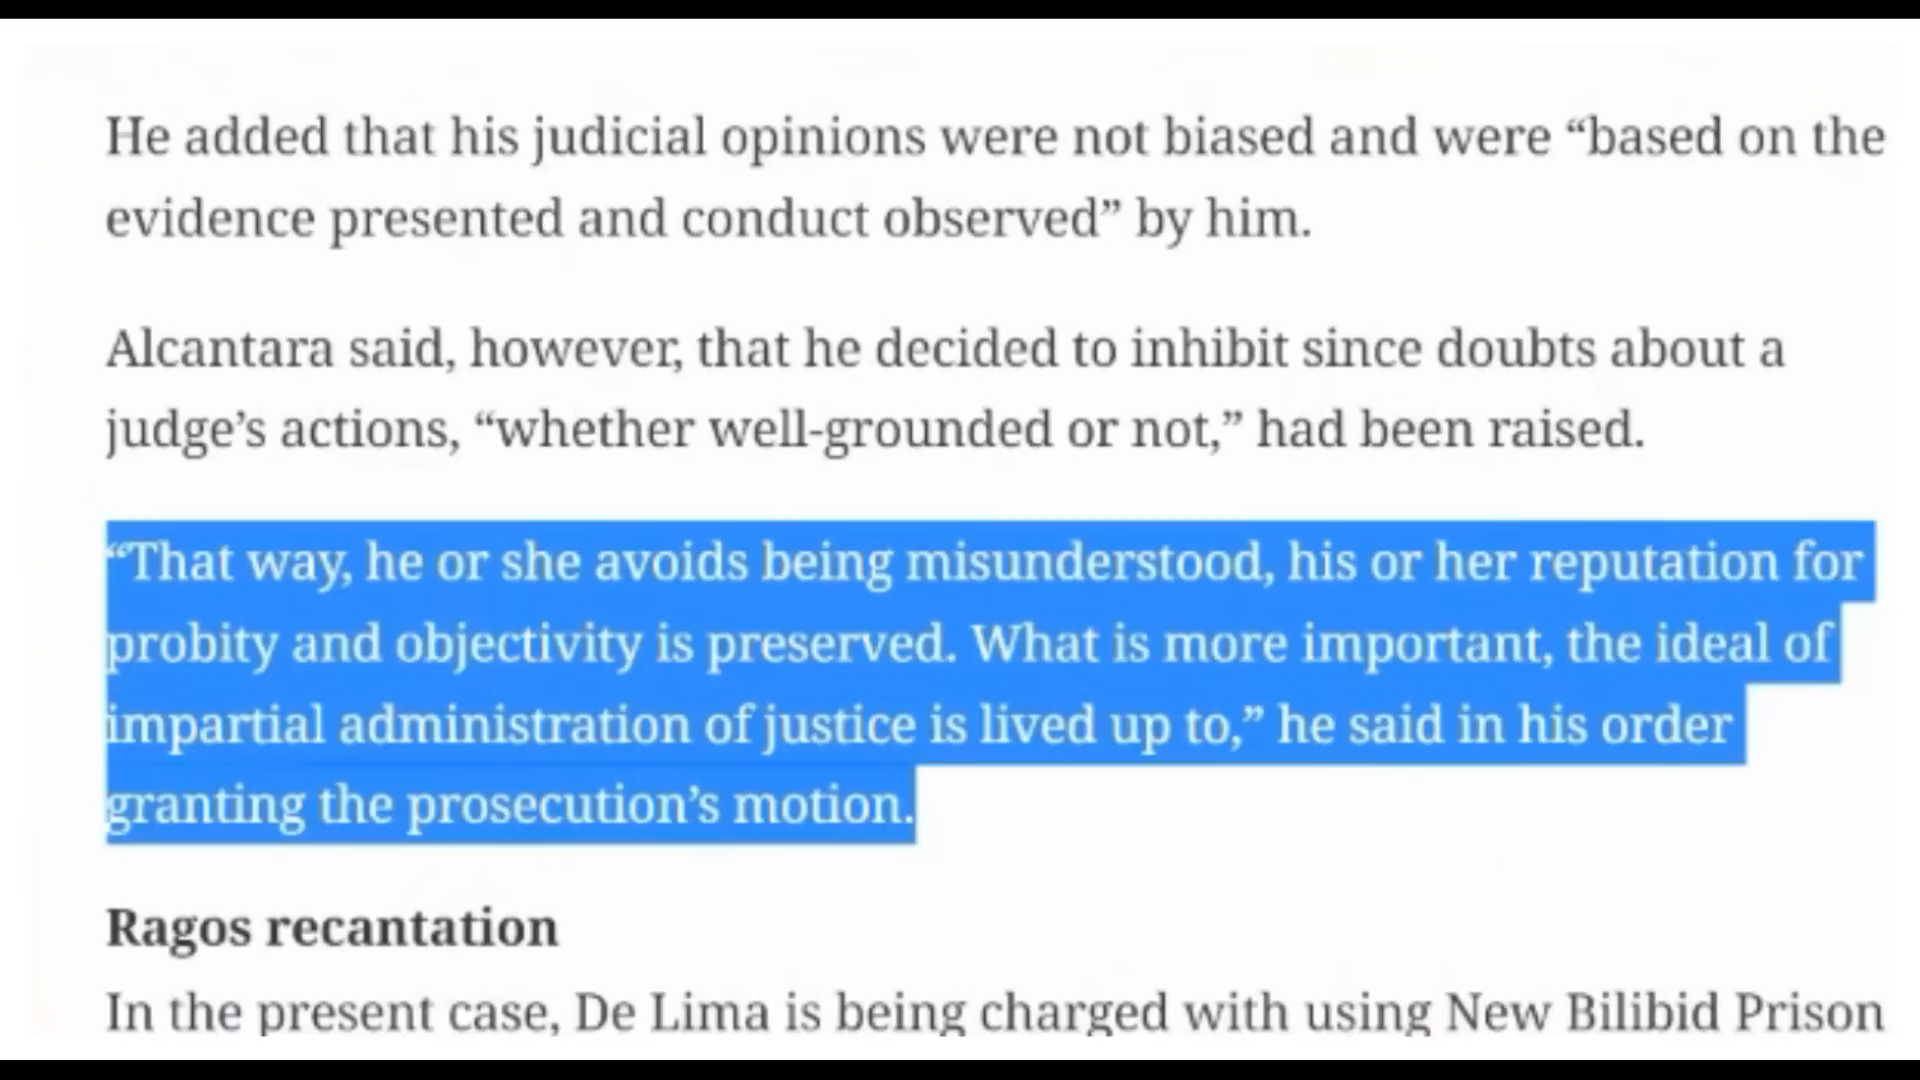 He added that his judicial opinions were not biased and were “based on the
evidence presented and conduct observed” by him.
Alcantara said, however, that he decided to inhibit since doubts about a
judge’s actions, “whether well-grounded or not,” had been raised.
“That way, he or she avoids being misunderstood, his or her reputation for
probity and objectivity is preserved. What is more important, the ideal of
impartial administration of justice is lived up to,” he said in his order
granting the prosecution’s motion.
Ragos recantation
In the present case, De Lima is being charged with using New Bilibid Prison